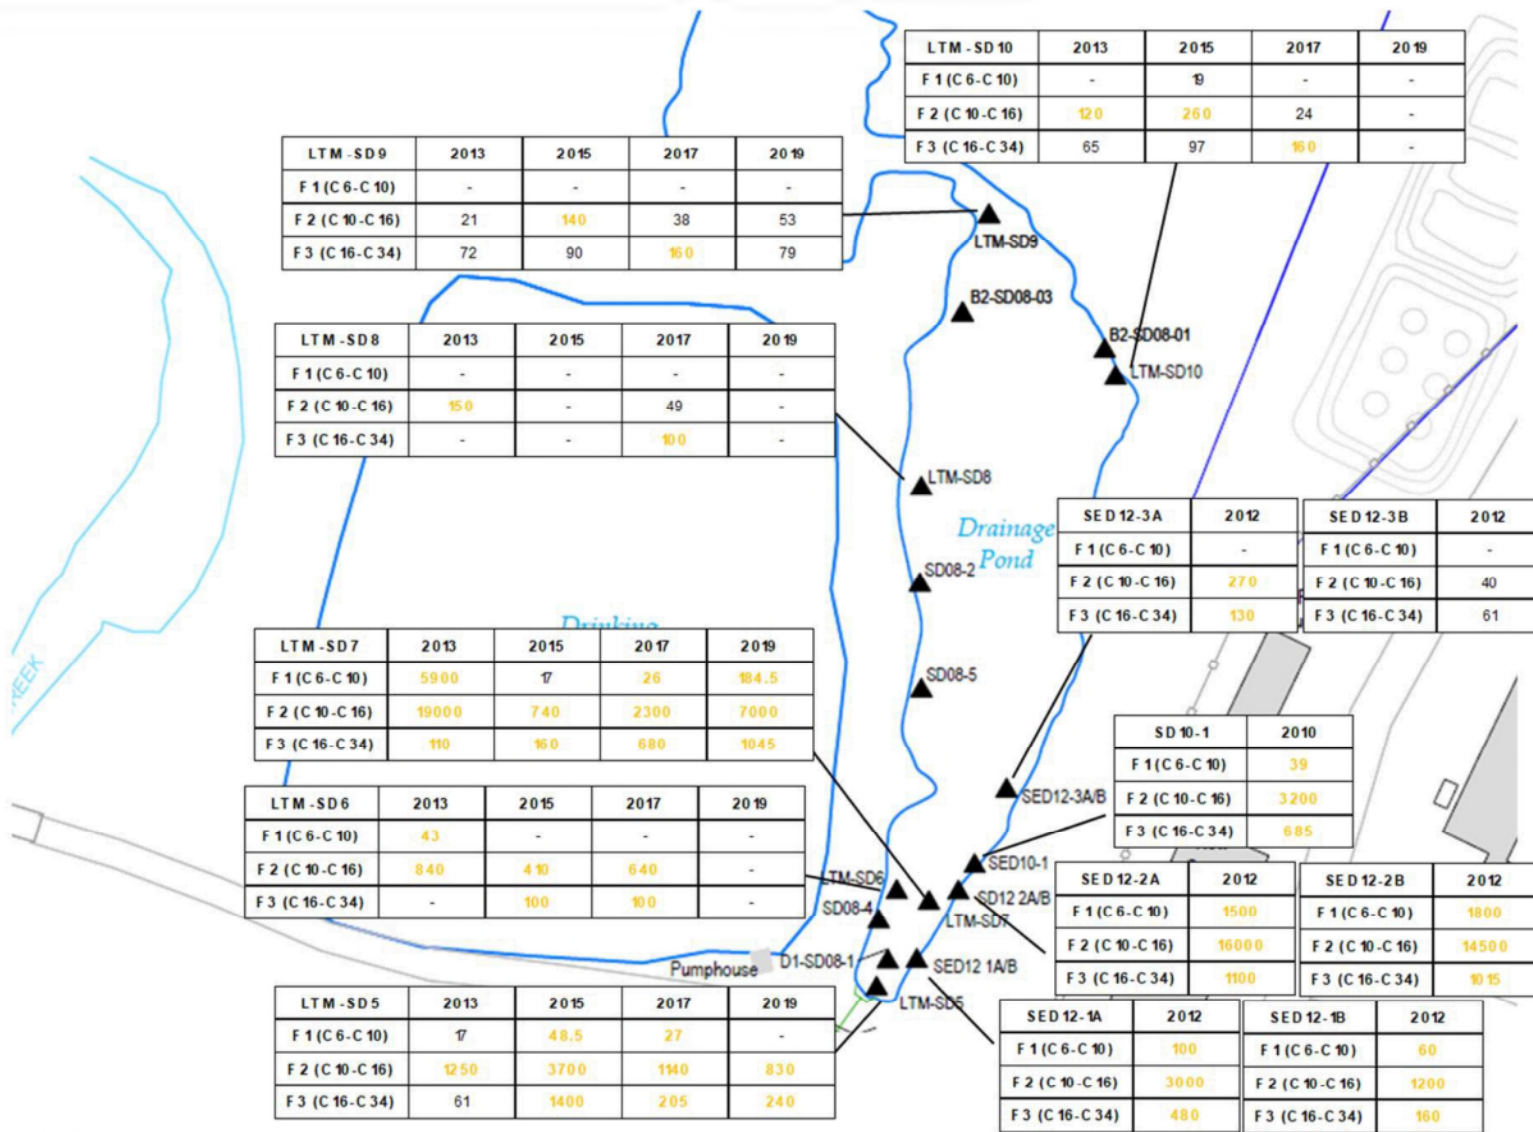 LTM-SD10 2013 2015 2017 2019
F1 (C6-C10) - 19 - -
F2 (C10-C16) 120 260 24 -
F3 (C16-C34) 65 97 160 -
LTM-SD9 2013 2015 2017 2019
F1 (C6-C10) - - - -
F2 (C10-C16) 21 140 38 53
F3 (C16-C34) 72 90 160 79
LTM-SD9
B2-SD08-03
B2-SD08-01
LTM-SD10
LTM-SD8 2013 2015 2017 2019
F1 (C6-C10) - - - -
F2 (C10-C16) 150 - 49 -
F3 (C16-C34) - - 100 -
LTM-SD8
Drainage
Pond
SD08-2
SED12-3A 2012
F1 (C6-C10) -
F2 (C10-C16) 270
F3 (C16-C34) 130
SED12-3B 2012
F1 (C6-C10) -
F2 (C10-C16) 40
F3 (C16-C34) 61
Drinking
REEK
LTM-SD7 2013 2015 2017 2019
F1 (C6-C10) 5900 17 26 184.5
F2 (C10-C16) 19000 740 2300 7000
F3 (C16-C34) 110 160 680 1045
SD08-5
SED12-3A/B
SD10-1 2010
F1 (C6-C10) 39
F2 (C10-C16) 3200
F3 (C16-C34) 685
LTM-SD6 2013 2015 2017 2019
F1 (C6-C10) 43 - - -
F2 (C10-C16) 840 410 640 -
F3 (C16-C34) - 100 100 -
SED10-1
LTM-SD6
SD12 2A/B
SD08-4
LTM-SD7
SED12-2A 2012
F1 (C6-C10) 1500
F2 (C10-C16) 16000
F3 (C16-C34) 1100
SED12-2B 2012
F1 (C6-C10) 1800
F2 (C10-C16) 14500
F3 (C16-C34) 1015
Pumphouse
D1-SD08-1
SED12 1A/B
LTM-SD5
LTM-SD5 2013 2015 2017 2019
F1 (C6-C10) 17 48.5 27 -
F2 (C10-C16) 1250 3700 1140 830
F3 (C16-C34) 61 1400 205 240
SED12-1A 2012
F1 (C6-C10) 100
F2 (C10-C16) 3000
F3 (C16-C34) 480
SED12-1B 2012
F1 (C6-C10) 60
F2 (C10-C16) 1200
F3 (C16-C34) 160